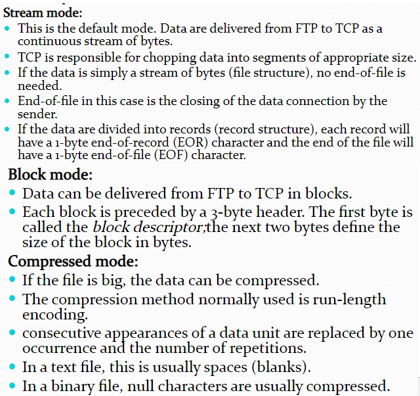 Stream mode:
• This is the default mode. Data are delivered from FTP to TCP as a
continuous stream of bytes.
• TCP is responsible for chopping data into segments of appropriate size.
• If the data is simply a stream of bytes (file structure), no end-of-file is
needed.
• End-of-file in this case is the closing of the data connection by the
sender.
• If the data are divided into records (record structure), each record will
have a 1-byte end-of-record (EOR) character and the end of the file will
have a 1-byte end-of-file (EOF) character.
Block mode:
• Data can be delivered from FTP to TCP in blocks.
• Each block is preceded by a 3-byte header. The first byte is
called the block descriptor;the next two bytes define the
size of the block in bytes.
Compressed mode:
• If the file is big, the data can be compressed.
• The compression method normally used is run-length
encoding.
• consecutive appearances of a data unit are replaced by one
occurrence and the number of repetitions.
• In a text file, this is usually spaces (blanks).
• In a binary file, null characters are usually compressed.